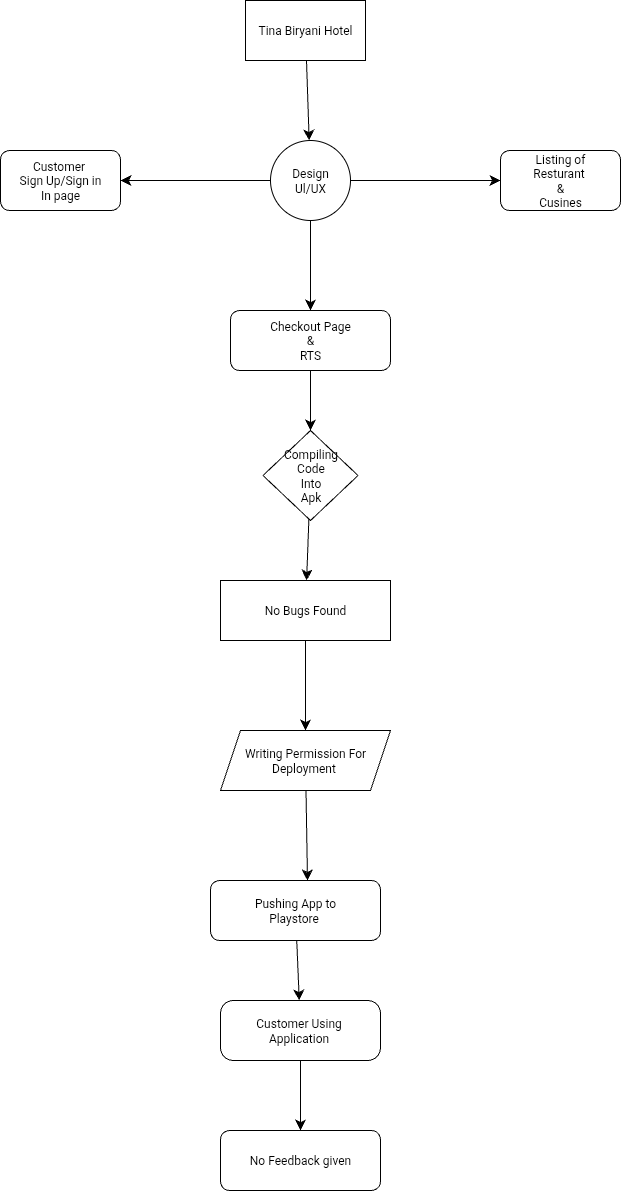 Tina Biryani Hotel
Customer
Sign Up/Sign in
In page
Design
UI/UX
Listing of
Resturant
&
Cusines
Checkout Page
&
RTS
Compiling
Code
Into
Apk
No Bugs Found
Writing Permission For
Deployment
Pushing App to
Playstore
Customer Using
Application
No Feedback given